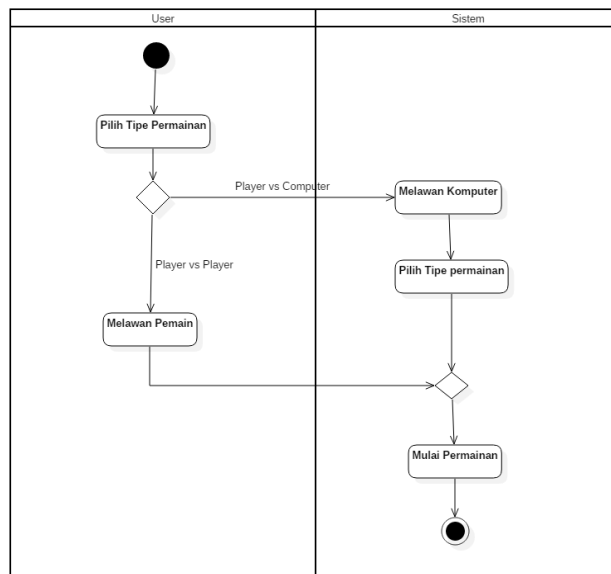 User
Sistem
Pilih Tipe Permainan
Player vs Computer
Melawan Komputer
Player vs Player
Pilih Tipe permainan
Melawan Pemain
Mulai Permainan